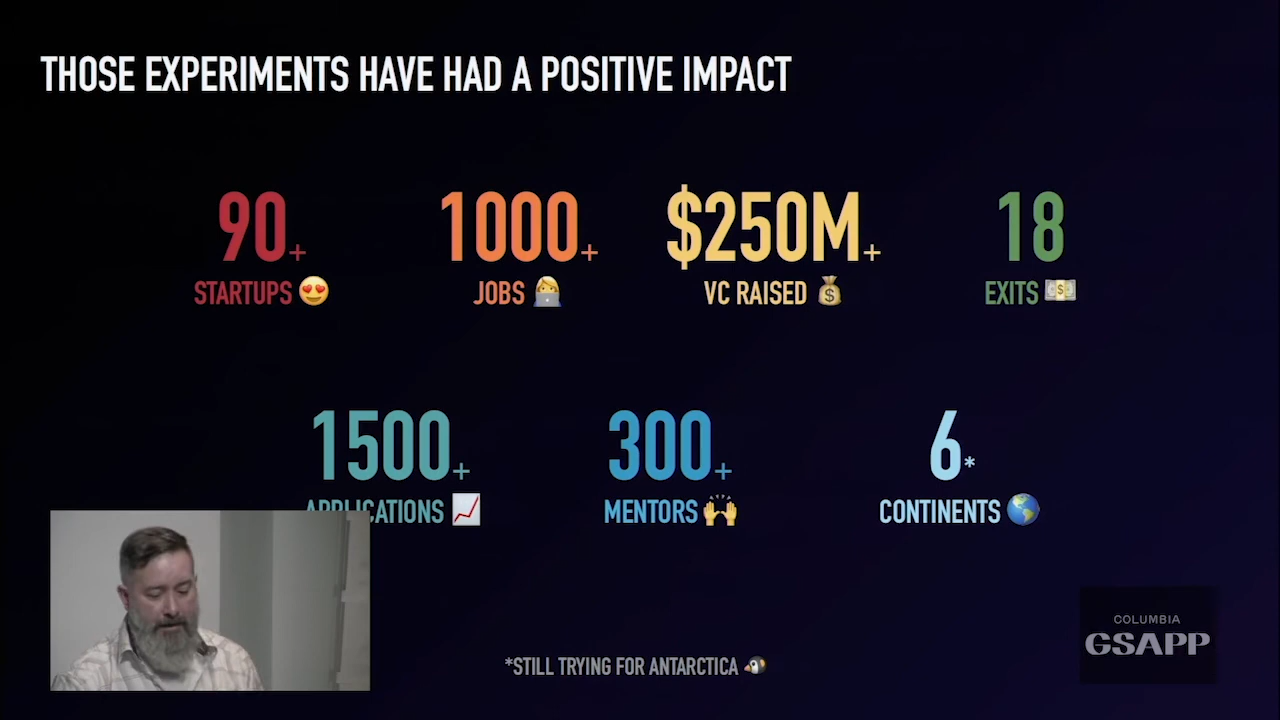 THOSE EXPERIMENTS HAVE HAD A POSITIVE IMPACT
90+
STARTUPS
1000+
JOBS
$250M+
VC RAISED
18
EXITS
1500+
APPLICATIONS
300+
MENTORS
6*
CONTINENTS
*STILL TRYING FOR ANTARCTICA
COLUMBIA
GSAPP